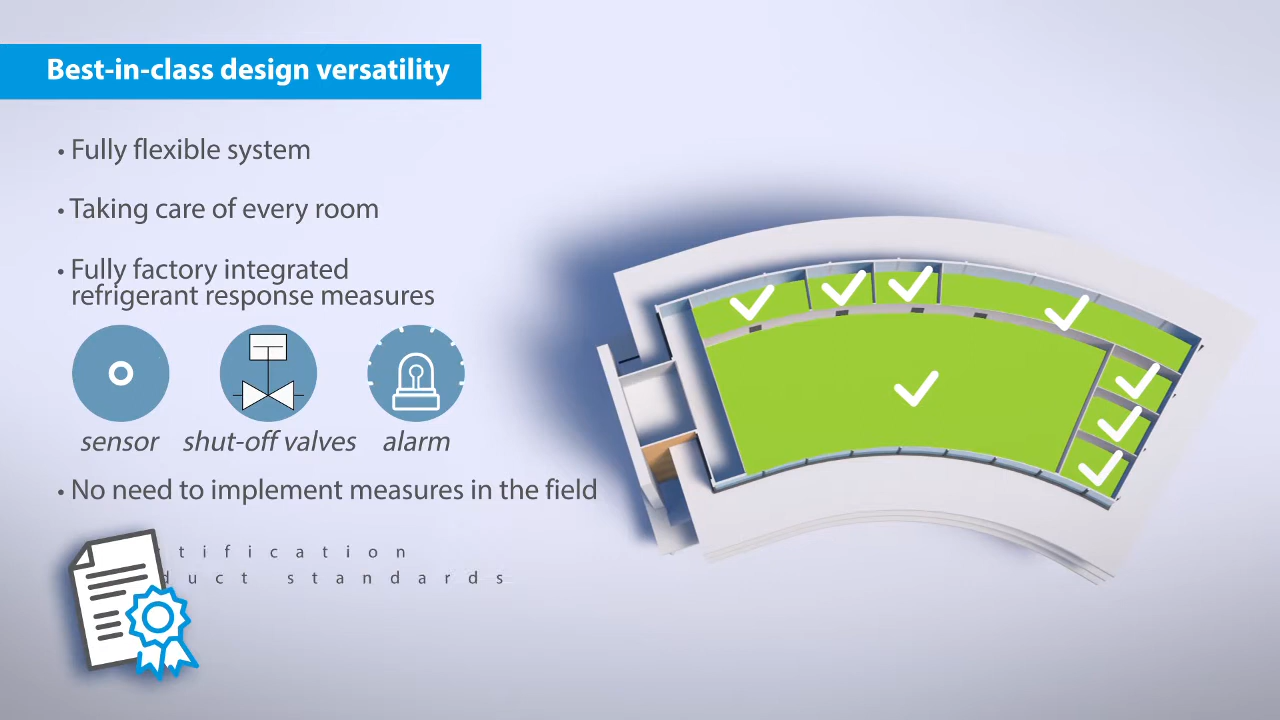 Best-in-class design versatility
• Fully flexible system
• Taking care of every room
• Fully factory integrated
refrigerant response measures
sensor shut-off valves alarm
• No need to implement measures in the field
standards